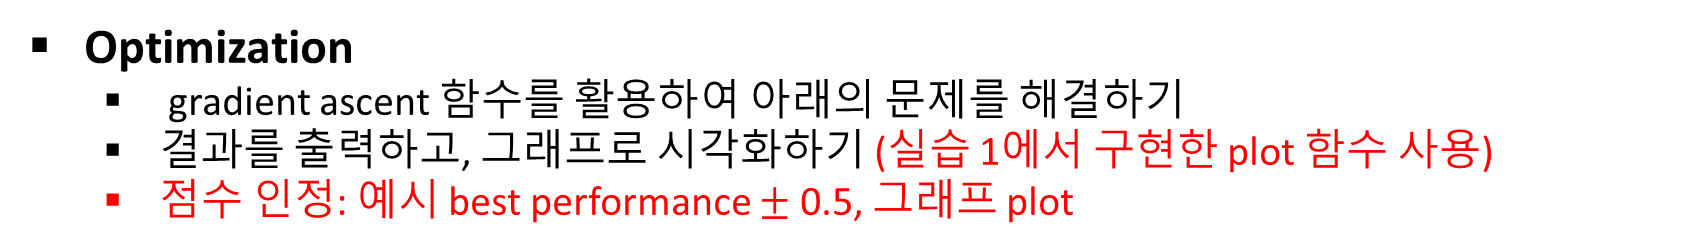 ▪ Optimization
▪ gradient ascent 함수를 활용하여 아래의 문제를 해결하기
▪ 결과를 출력하고, 그래프로 시각화하기 (실습 1에서 구현한 plot 함수 사용)
▪ 점수 인정: 예시 best performance ± 0.5, 그래프 plot